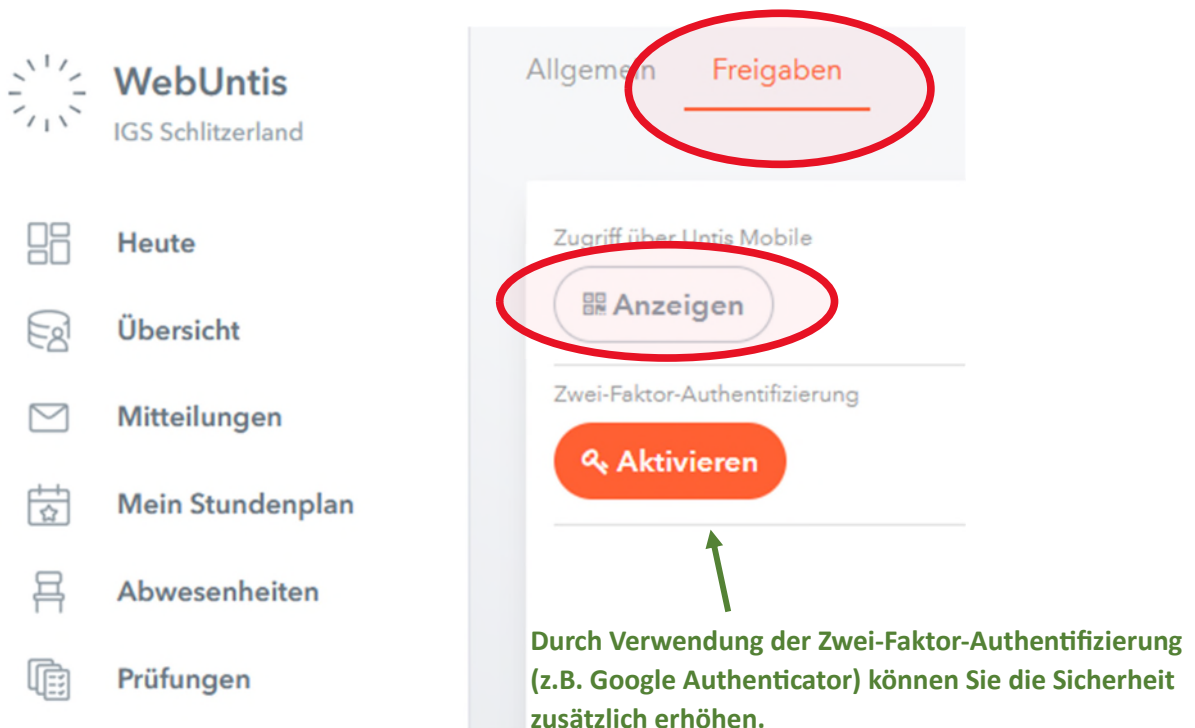 WebUntis
IGS Schlitzerland
Heute
Übersicht
Mitteilungen
Mein Stundenplan
Abwesenheiten
Prüfungen
Allgemein Freigaben
Zugriff über Untis Mobile
Anzeigen
Zwei-Faktor-Authentifizierung
Aktivieren
Durch Verwendung der Zwei-Faktor-Authentifizierung
(z.B. Google Authenticator) können Sie die Sicherheit
zusätzlich erhöhen.